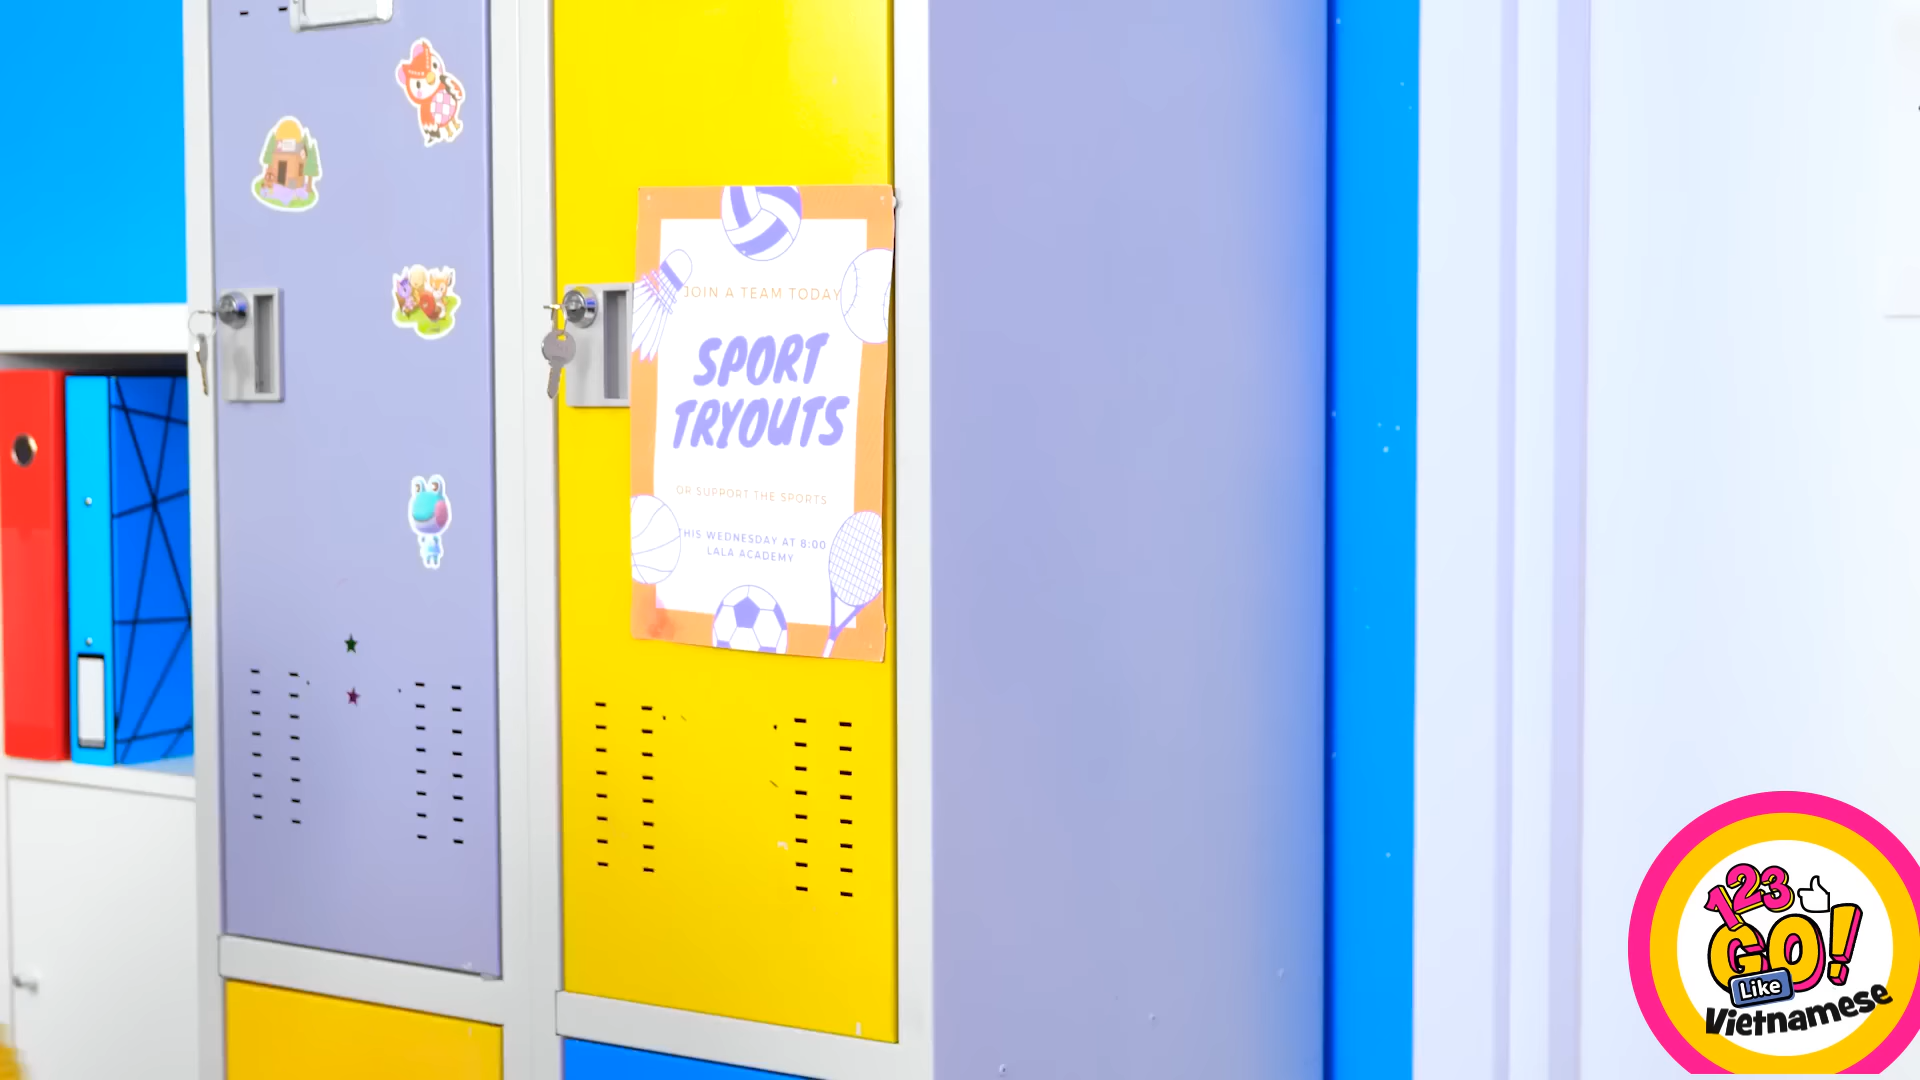 JOIN A TEAM TODAY
SPORT
TRYOUTS
OR SUPPORT THE SPORTS
THIS WEDNESDAY AT 8:00
LALA ACADEMY
123
GO!
Like
Vietnamese